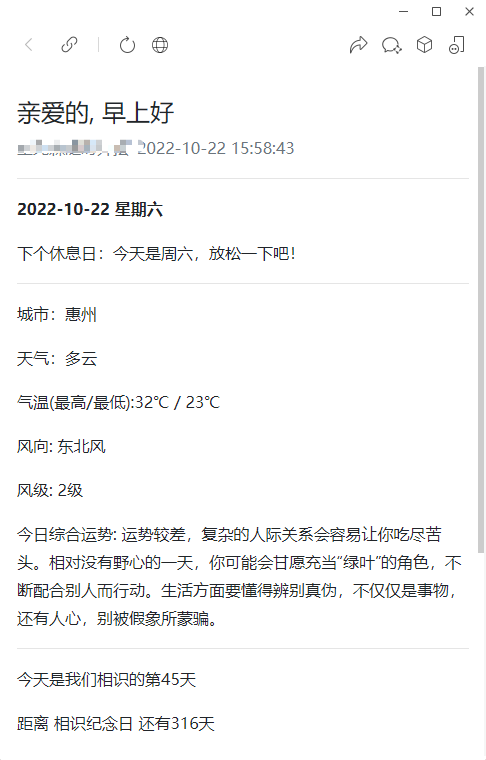 亲爱的, 早上好
2022-10-22 15:58:43
2022-10-22 星期六
下个休息日：今天是周六，放松一下吧！
城市：惠州
天气：多云
气温(最高/最低):32℃ / 23℃
风向: 东北风
风级: 2级
今日综合运势: 运势较差，复杂的人际关系会容易让你吃尽苦
头。相对没有野心的一天，你可能会甘愿充当“绿叶”的角色，不
断配合别人而行动。生活方面要懂得辨别真伪，不仅仅是事物，
还有人心，别被假象所蒙骗。
今天是我们相识的第45天
距离 相识纪念日 还有316天